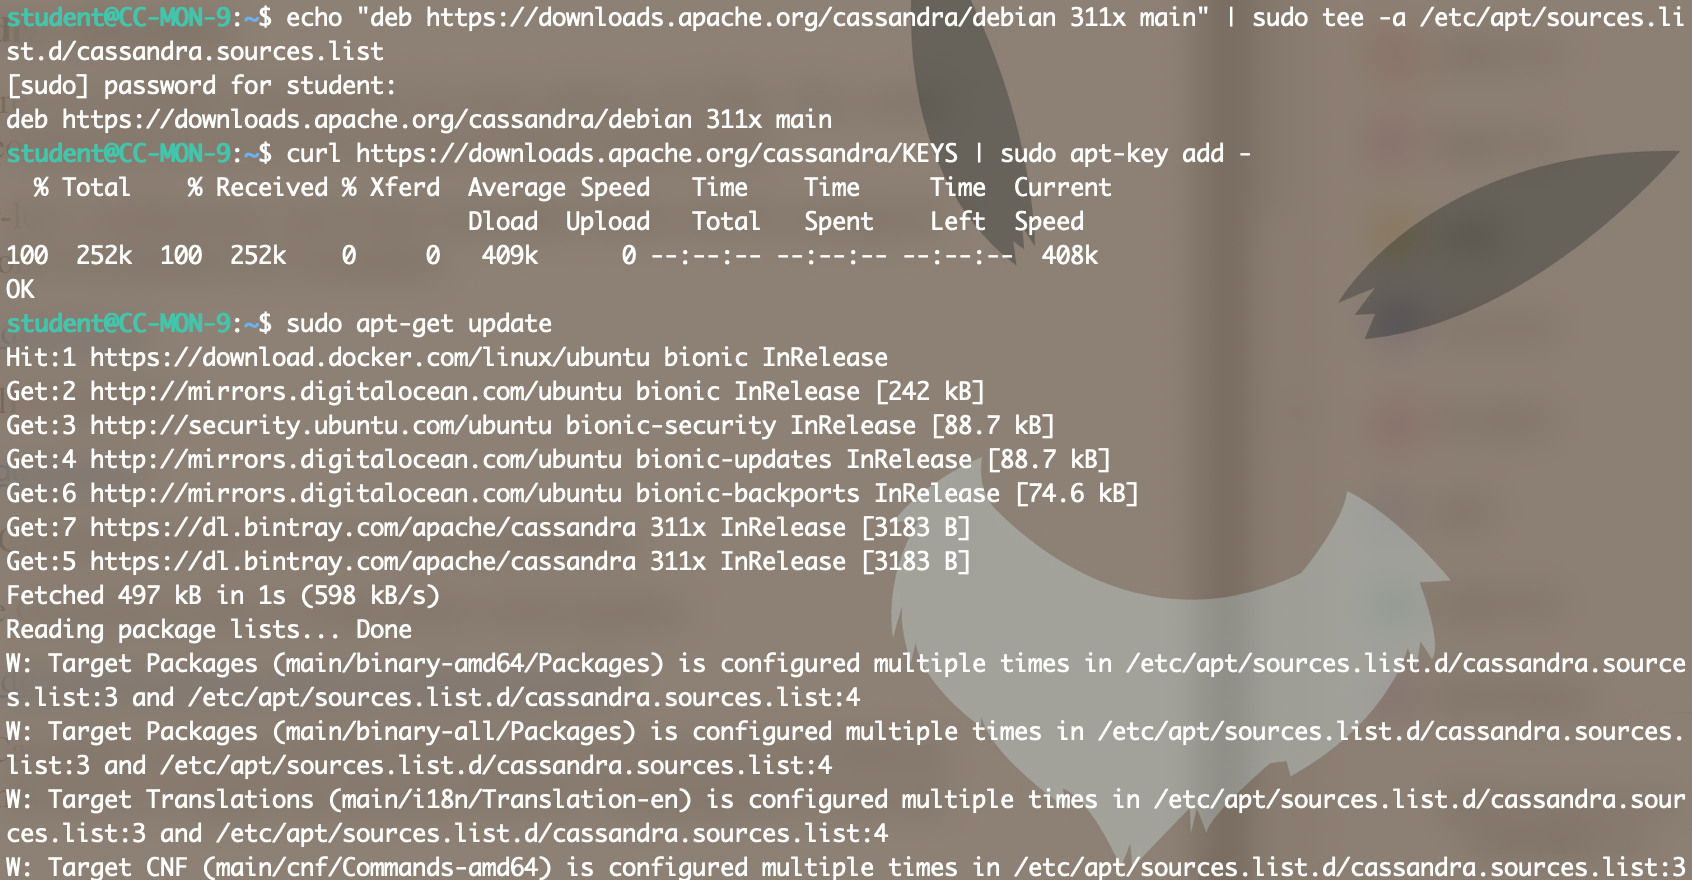 student@CC-MON-9:~$ echo "deb https://downloads.apache.org/cassandra/debian 311x main" | sudo tee -a /etc/apt/sources.li
st.d/cassandra.sources.list
[sudo] password for student:
deb https://downloads.apache.org/cassandra/debian 311x main
student@CC-MON-9:~$ curl https://downloads.apache.org/cassandra/KEYS | sudo apt-key add -
  % Total    % Received % Xferd  Average Speed   Time    Time     Time  Current
                                 Dload  Upload   Total   Spent    Left  Speed
100  252k  100  252k    0     0   409k      0 --:--:-- --:--:-- --:--:--  408k
OK
student@CC-MON-9:~$ sudo apt-get update
Hit:1 https://download.docker.com/linux/ubuntu bionic InRelease
Get:2 http://mirrors.digitalocean.com/ubuntu bionic InRelease [242 kB]
Get:3 http://security.ubuntu.com/ubuntu bionic-security InRelease [88.7 kB]
Get:4 http://mirrors.digitalocean.com/ubuntu bionic-updates InRelease [88.7 kB]
Get:6 http://mirrors.digitalocean.com/ubuntu bionic-backports InRelease [74.6 kB]
Get:7 https://dl.bintray.com/apache/cassandra 311x InRelease [3183 B]
Get:5 https://dl.bintray.com/apache/cassandra 311x InRelease [3183 B]
Fetched 497 kB in 1s (598 kB/s)
Reading package lists... Done
W: Target Packages (main/binary-amd64/Packages) is configured multiple times in /etc/apt/sources.list.d/cassandra.source
s.list:3 and /etc/apt/sources.list.d/cassandra.sources.list:4
W: Target Packages (main/binary-all/Packages) is configured multiple times in /etc/apt/sources.list.d/cassandra.sources.
list:3 and /etc/apt/sources.list.d/cassandra.sources.list:4
W: Target Translations (main/i18n/Translation-en) is configured multiple times in /etc/apt/sources.list.d/cassandra.sour
ces.list:3 and /etc/apt/sources.list.d/cassandra.sources.list:4
W: Target CNF (main/cnf/Commands-amd64) is configured multiple times in /etc/apt/sources.list.d/cassandra.sources.list:3